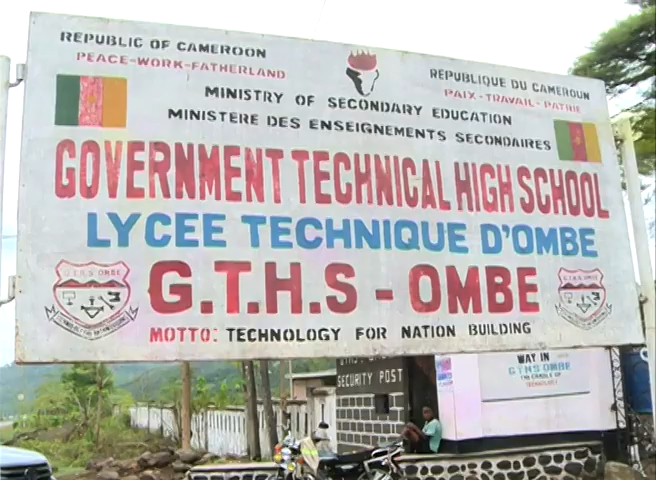 REPUBLIC OF CAMEROON
PEACE-WORK-FATHERLAND
REPUBLIQUE DU CAMEROUN
PAIX-TRAVAIL-PATRIE
MINISTRY OF SECONDARY EDUCATION
MINISTERE DES ENSEIGNEMENTS SECONDAIRES
GOVERNMENT TECHNICAL HIGH SCHOOL
LYCEE TECHNIQUE D'OMBE
G.T.H.S - OMBE
G.T.H.S OMBE
MOTTO: TECHNOLOGY FOR NATION BUILDING
SECURITY POST
WAY IN
G.T.H.S OMBE